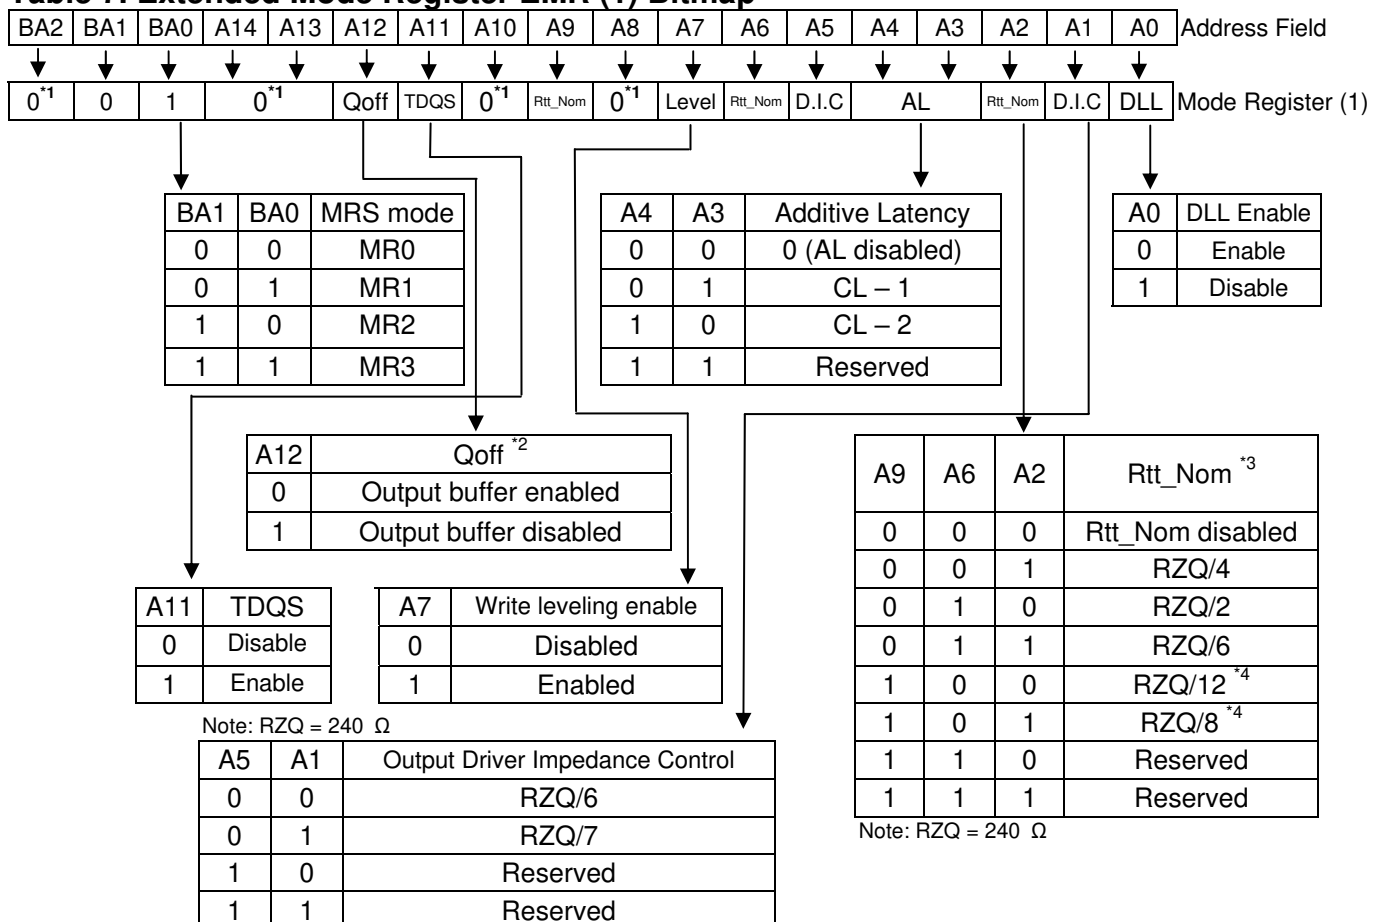 Table 7. Extended Mode Register EMR (1) Bitmap
BA2 BA1 BA0 A14 A13 A12 A11 A10 A9 A8 A7 A6 A5 A4 A3 A2 A1 A0 Address Field
0*1 0 1 0*1 Qoff TDQS 0*1 Rtt_Nom 0*1 Level Rtt_Nom D.I.C AL Rtt_Nom D.I.C DLL Mode Register (1)
BA1 BA0 MRS mode
0 0 MR0
0 1 MR1
1 0 MR2
1 1 MR3
A4 A3 Additive Latency
0 0 0 (AL disabled)
0 1 CL – 1
1 0 CL – 2
1 1 Reserved
A0 DLL Enable
0 Enable
1 Disable
A12 Qoff *2
0 Output buffer enabled
1 Output buffer disabled
A9 A6 A2 Rtt_Nom *3
0 0 0 Rtt_Nom disabled
0 0 1 RZQ/4
0 1 0 RZQ/2
0 1 1 RZQ/6
1 0 0 RZQ/12 *4
1 0 1 RZQ/8 *4
1 1 0 Reserved
1 1 1 Reserved
Note: RZQ = 240 Ω
A11 TDQS
0 Disable
1 Enable
A7 Write leveling enable
0 Disabled
1 Enabled
Note: RZQ = 240 Ω
A5 A1 Output Driver Impedance Control
0 0 RZQ/6
0 1 RZQ/7
1 0 Reserved
1 1 Reserved